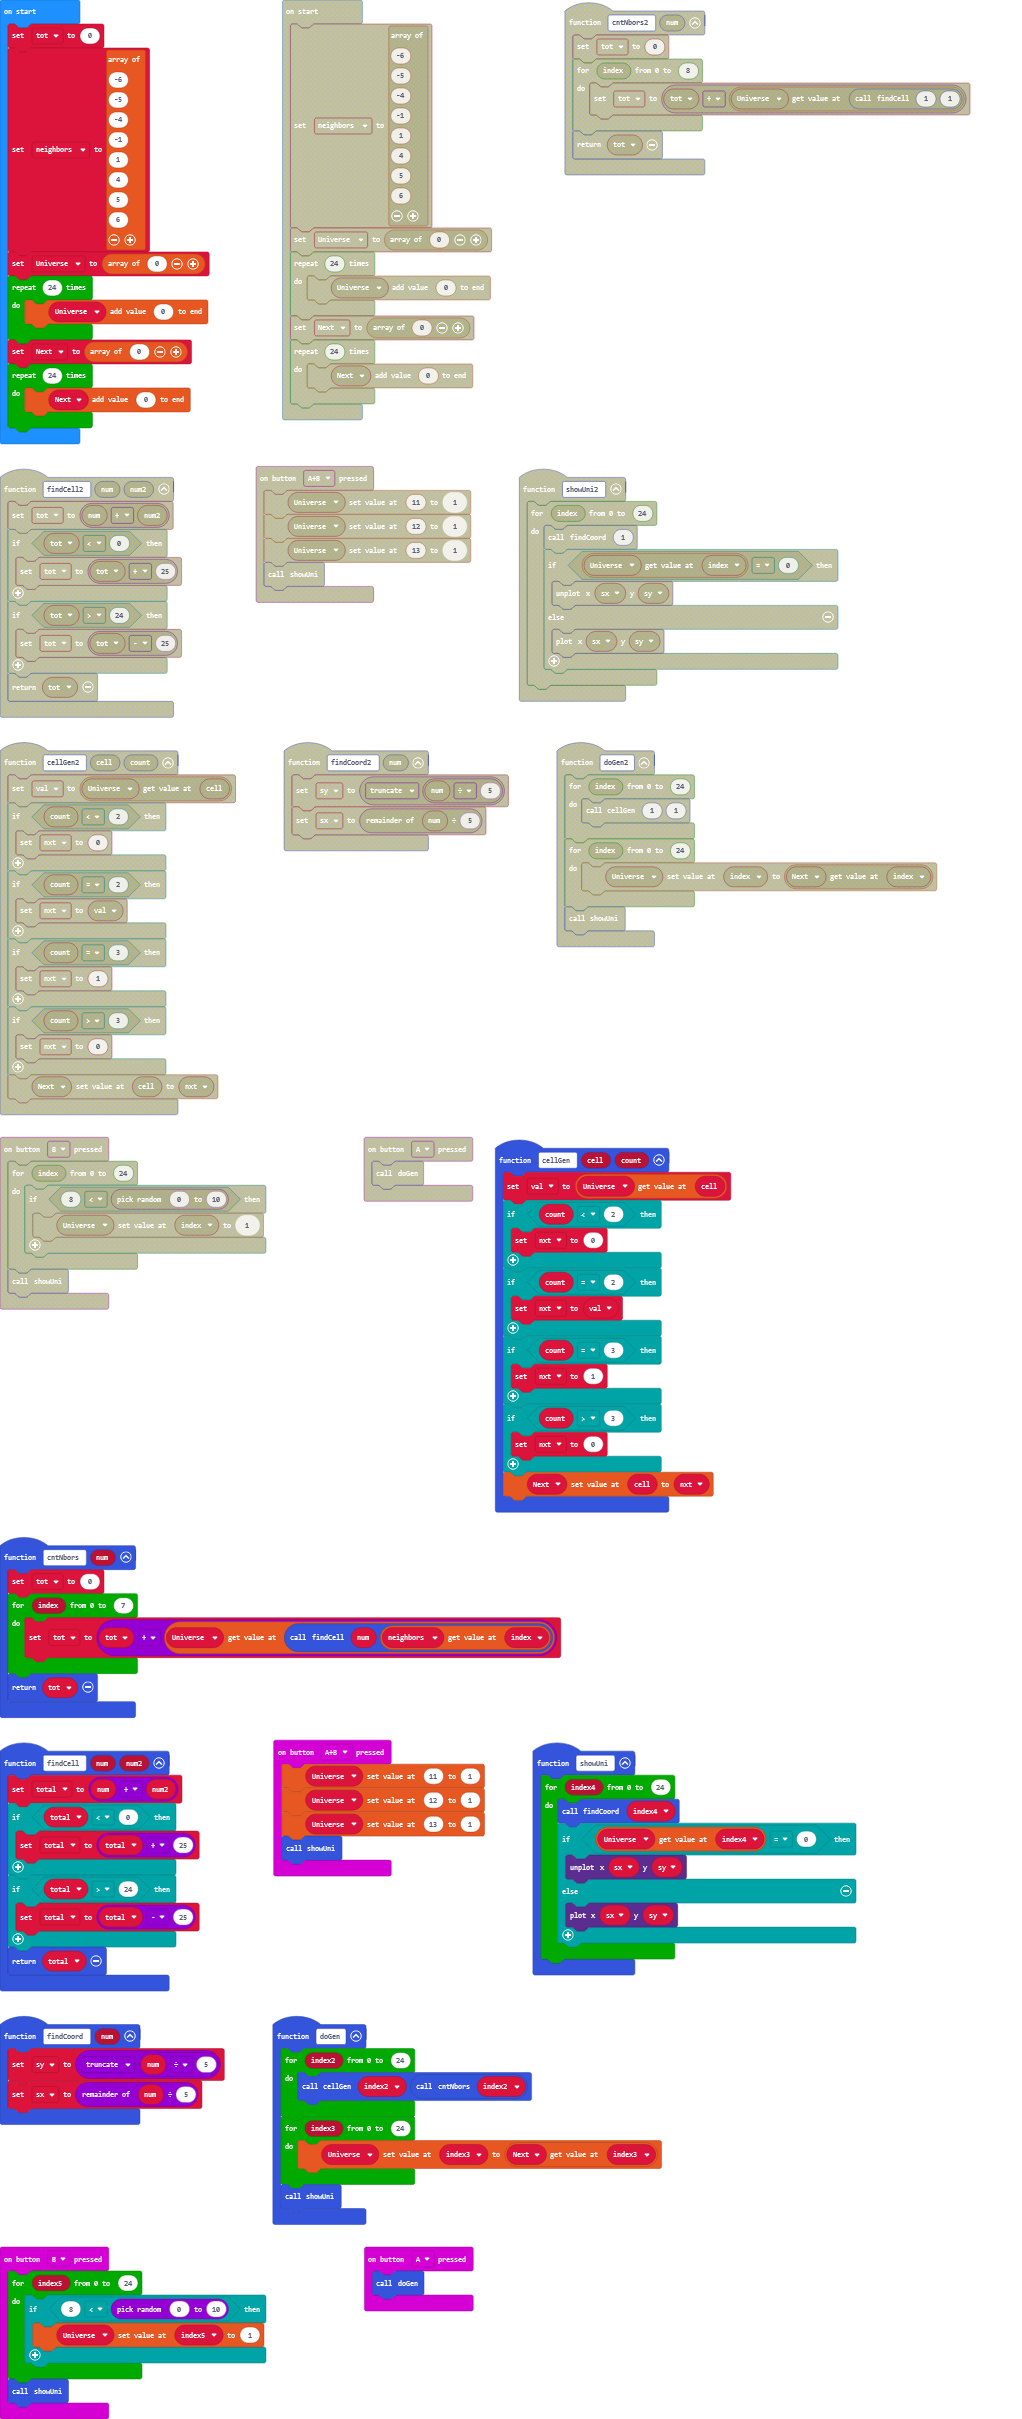 on start
set tot to 0
set neighbors to array of
-6
-5
-4
-1
1
4
5
6
set Universe to array of 0
repeat 24 times
do Universe add value 0 to end
set Next to array of 0
repeat 24 times
do Next add value 0 to end
on start
set neighbors to array of
-6
-5
-4
-1
1
4
5
6
set Universe to array of 0
repeat 24 times
do Universe add value 0 to end
set Next to array of 0
repeat 24 times
do Next add value 0 to end
function cntNbors2 num
set tot to 0
for index from 0 to 8
do set tot to tot + Universe get value at call findCell 1 1
return tot
function findCell2 num num2
set tot to num + num2
if tot < 0 then
set tot to tot + 25
if tot > 24 then
set tot to tot - 25
return tot
on button A+B pressed
Universe set value at 11 to 1
Universe set value at 12 to 1
Universe set value at 13 to 1
call showUni
function showUni2
for index from 0 to 24
do call findCoord 1
if Universe get value at index = 0 then
unplot x sx y sy
else
plot x sx y sy
function cellGen2 cell count
set val to Universe get value at cell
if count < 2 then
set nxt to 0
if count = 2 then
set nxt to val
if count = 3 then
set nxt to 1
if count > 3 then
set nxt to 0
Next set value at cell to nxt
function findCoord2 num
set sy to truncate num ÷ 5
set sx to remainder of num ÷ 5
function doGen2
for index from 0 to 24
do call cellGen 1 1
for index from 0 to 24
do Universe set value at index to Next get value at index
call showUni
on button B pressed
for index from 0 to 24
do if 8 < pick random 0 to 10 then
Universe set value at index to 1
call showUni
on button A pressed
call doGen
function cellGen cell count
set val to Universe get value at cell
if count < 2 then
set nxt to 0
if count = 2 then
set nxt to val
if count = 3 then
set nxt to 1
if count > 3 then
set nxt to 0
Next set value at cell to nxt
function cntNbors num
set tot to 0
for index from 0 to 7
do set tot to tot + Universe get value at call findCell num neighbors get value at index
return tot
function findCell num num2
set total to num + num2
if total < 0 then
set total to total + 25
if total > 24 then
set total to total - 25
return total
on button A+B pressed
Universe set value at 11 to 1
Universe set value at 12 to 1
Universe set value at 13 to 1
call showUni
function showUni
for index4 from 0 to 24
do call findCoord index4
if Universe get value at index4 = 0 then
unplot x sx y sy
else
plot x sx y sy
function findCoord num
set sy to truncate num ÷ 5
set sx to remainder of num ÷ 5
function doGen
for index2 from 0 to 24
do call cellGen index2 call cntNbors index2
for index3 from 0 to 24
do Universe set value at index3 to Next get value at index3
call showUni
on button B pressed
for index5 from 0 to 24
do if 8 < pick random 0 to 10 then
Universe set value at index5 to 1
call showUni
on button A pressed
call doGen